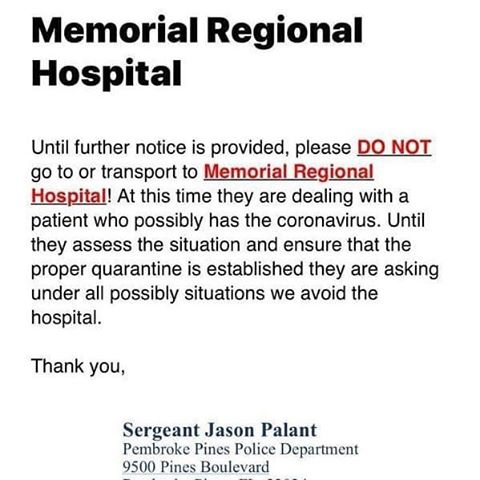 Memorial Regional
Hospital
Until further notice is provided, please DO NOT
go to or transport to Memorial Regional
Hospital! At this time they are dealing with a
patient who possibly has the coronavirus. Until
they assess the situation and ensure that the
proper quarantine is established they are asking
under all possibly situations we avoid the
hospital.
Thank you,
Sergeant Jason Palant
Pembroke Pines Police Department
9500 Pines Boulevard